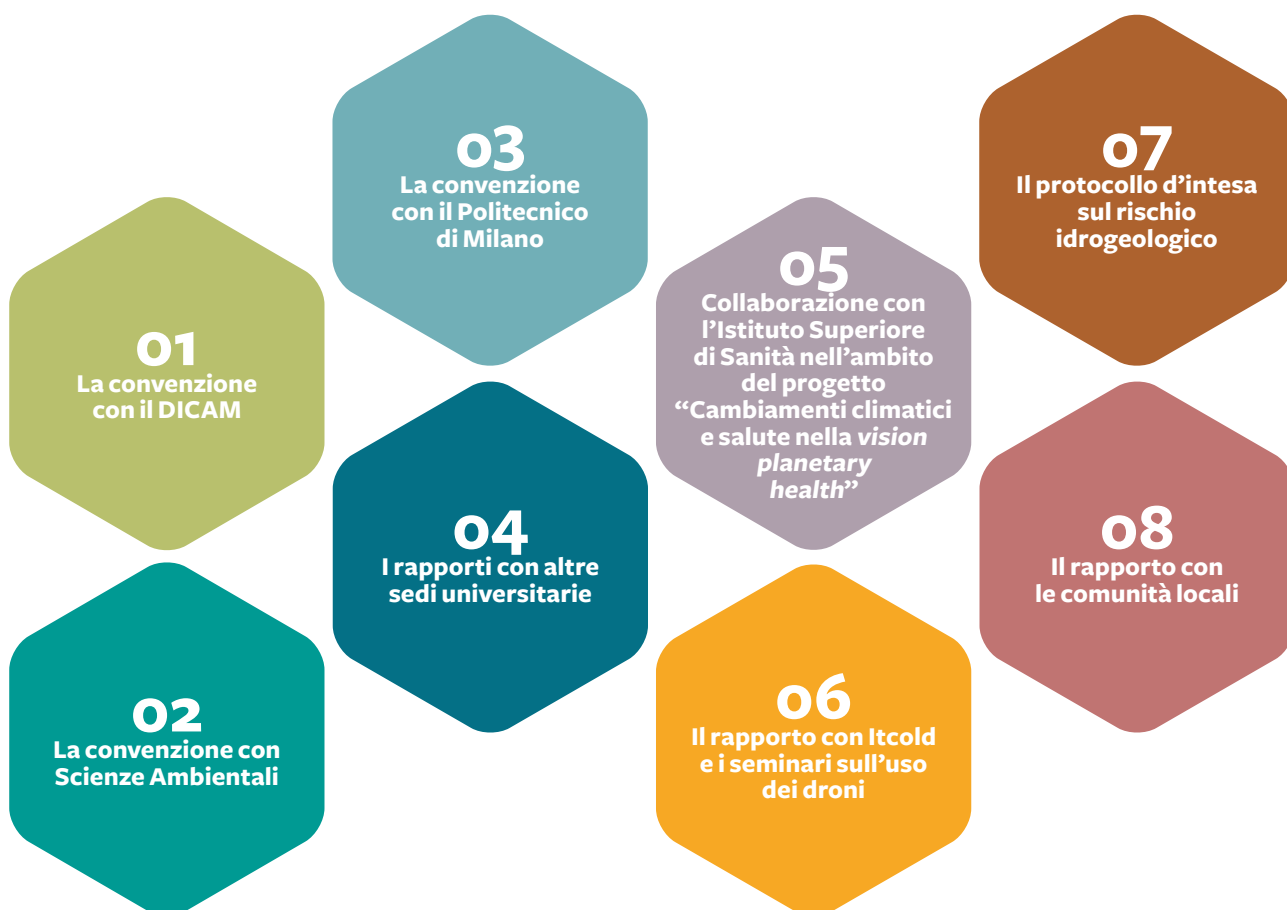 01
La convenzione
con il DICAM
02
La convenzione con
Scienze Ambientali
03
La convenzione
con il Politecnico
di Milano
04
I rapporti con altre
sedi universitarie
05
Collaborazione con
l’Istituto Superiore
di Sanità nell’ambito
del progetto
“Cambiamenti climatici
e salute nella vision
planetary
health”
06
Il rapporto con Itcold
e i seminari sull’uso
dei droni
07
Il protocollo d’intesa
sul rischio
idrogeologico
08
Il rapporto con
le comunità locali